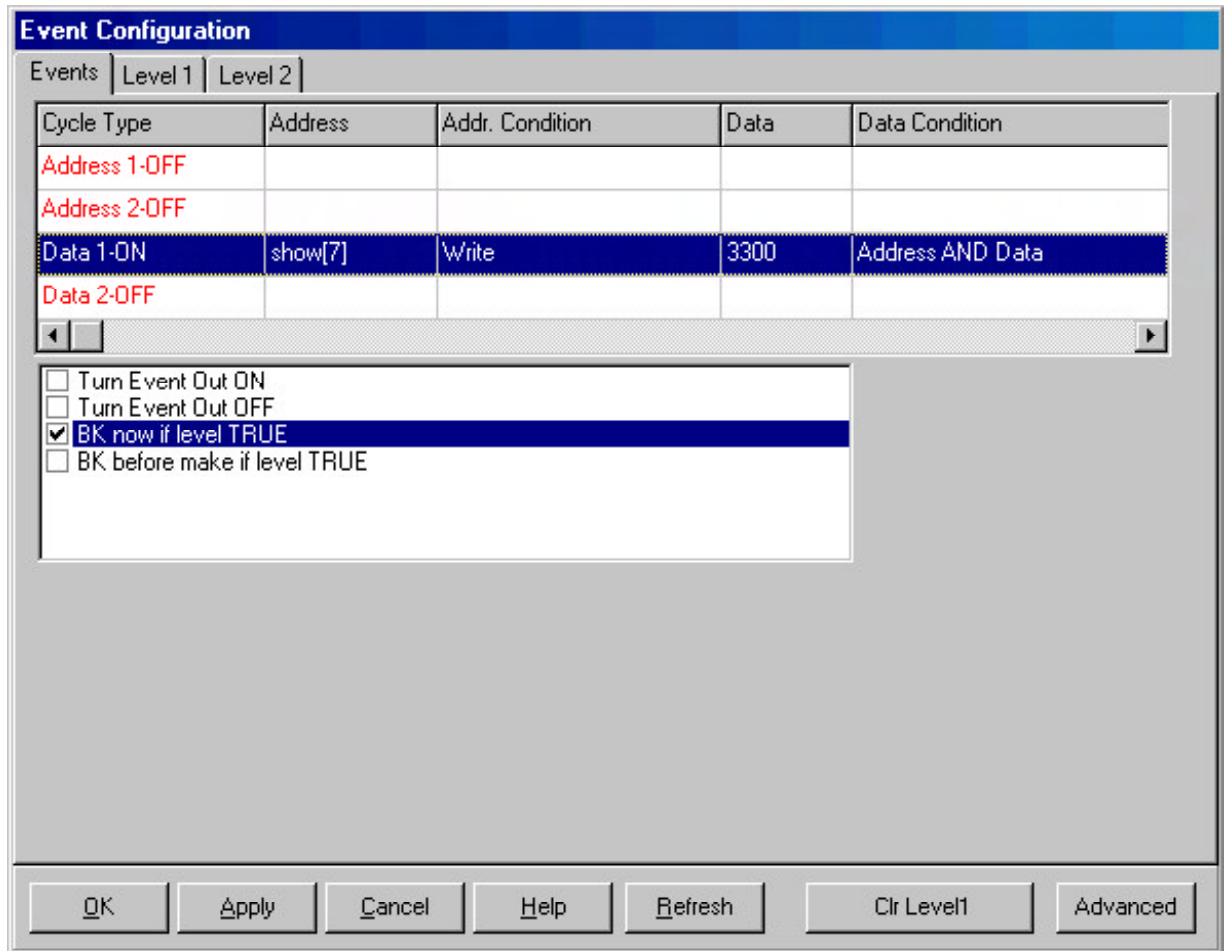 Event Configuration
Events Level 1 Level 2
Cycle Type Address Addr. Condition Data Data Condition
Address 1-OFF
Address 2-OFF
Data 1-ON show[7] Write 3300 Address AND Data
Data 2-OFF
Turn Event Out ON
Turn Event Out OFF
BK now if level TRUE
BK before make if level TRUE
OK Apply Cancel Help Refresh Clr Level1 Advanced